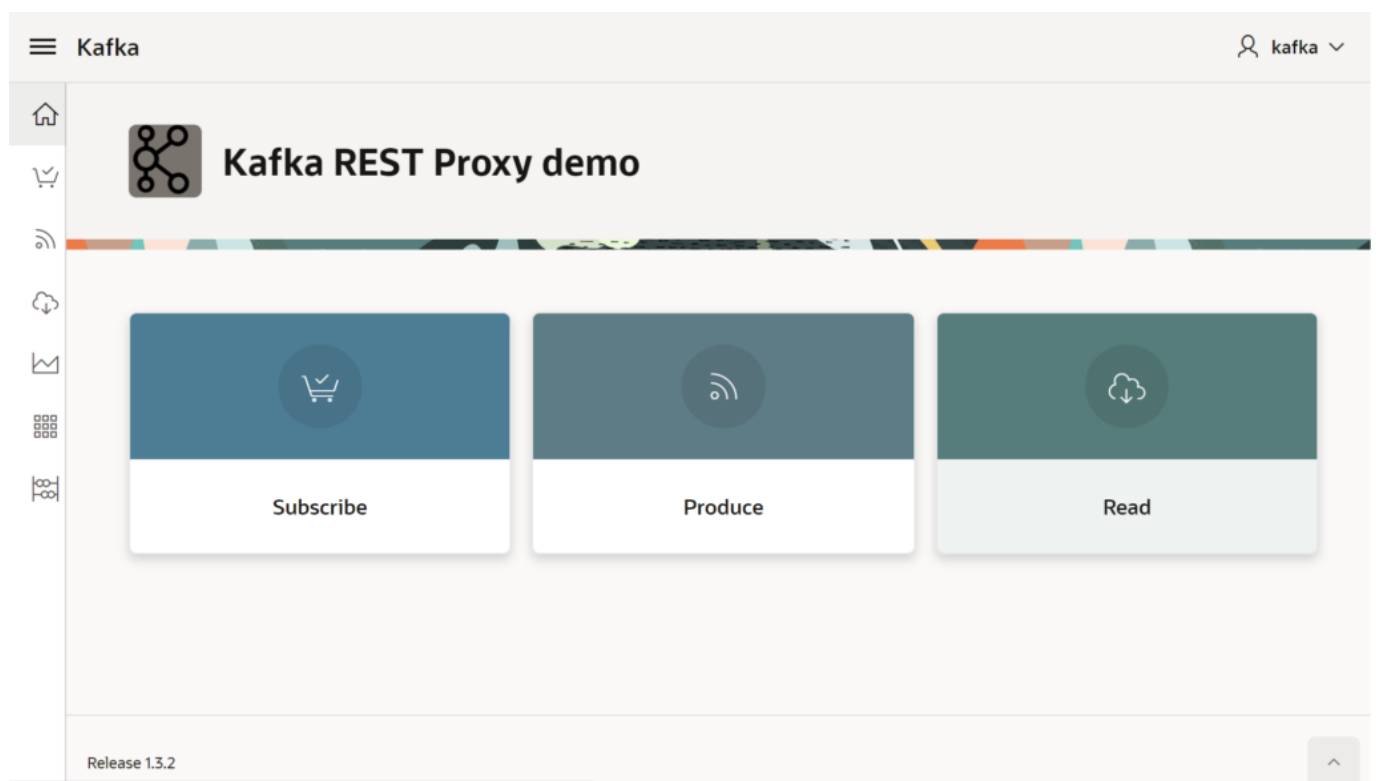 Kafka
kafka
Kafka REST Proxy demo
Subscribe
Produce
Read
Release 1.3.2